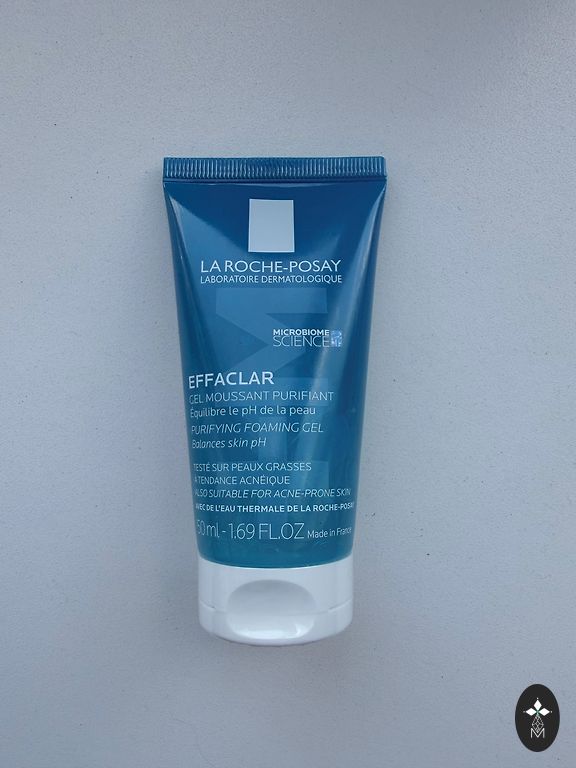 LA ROCHE-POSAY
LABORATOIRE DERMATOLOGIQUE
MICROBIOME
SCIENCE
EFFACLAR
GEL MOUSSANT PURIFIANT
Équilibre le pH de la peau
PURIFYING FOAMING GEL
Balances skin pH
TESTÉ SUR PEAUX GRASSES
À TENDANCE ACNÉIQUE
ALSO SUITABLE FOR ACNE-PRONE SKIN
AVEC DE L'EAU THERMALE DE LA ROCHE-POSAY
50 ml - 1.69 FL.OZ Made in France
M